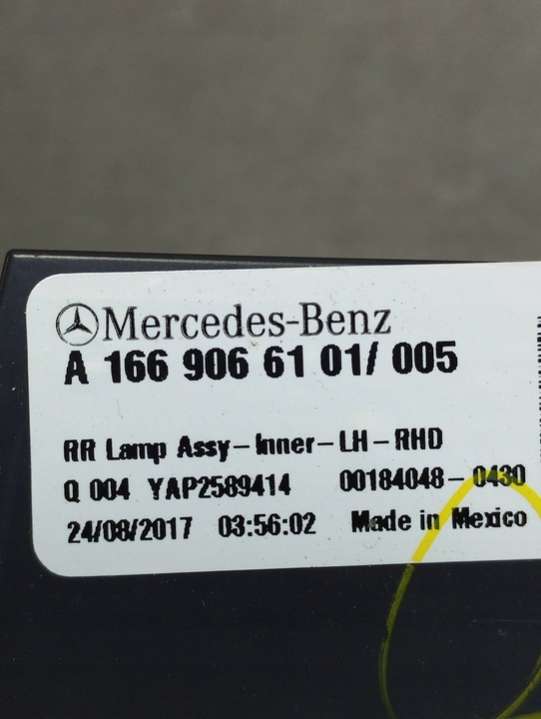 Mercedes-Benz
A 166 906 61 01/ 005
RR Lamp Assy-Inner-LH-RHD
Q 004 YAP2589414 00184048-0430
24/08/2017 03:56:02 Made in Mexico